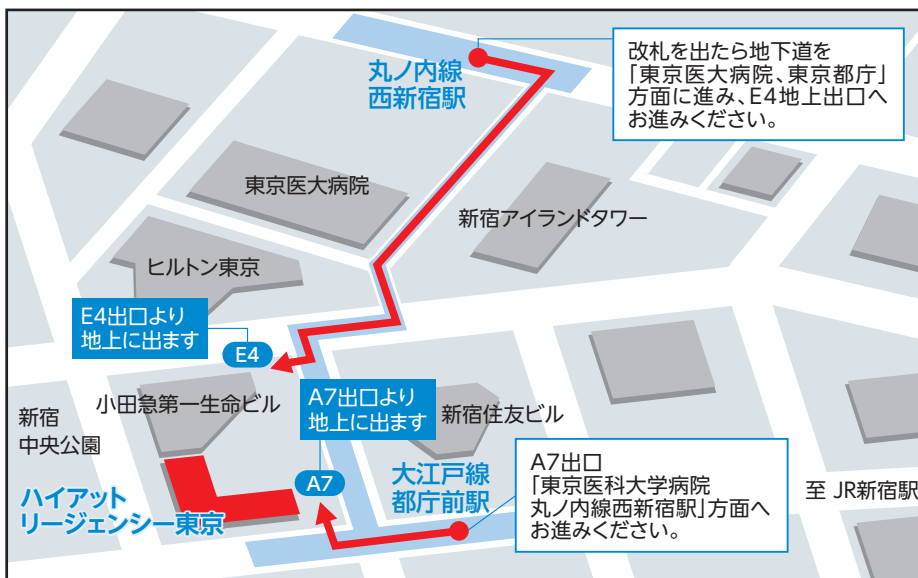 改札を出たら地下道を
「東京医大病院、東京都庁」
方面に進み、E4地上出口へ
お進みください。
丸ノ内線
西新宿駅
東京医大病院
新宿アイランドタワー
ヒルトン東京
E4出口より
地上に出ます
E4
小田急第一生命ビル
A7出口より
地上に出ます
新宿住友ビル
新宿
中央公園
A7
大江戸線
都庁前駅
A7出口
「東京医科大学病院
丸ノ内線西新宿駅」方面へ
お進みください。
至 JR新宿駅
ハイアット
リージェンシー東京